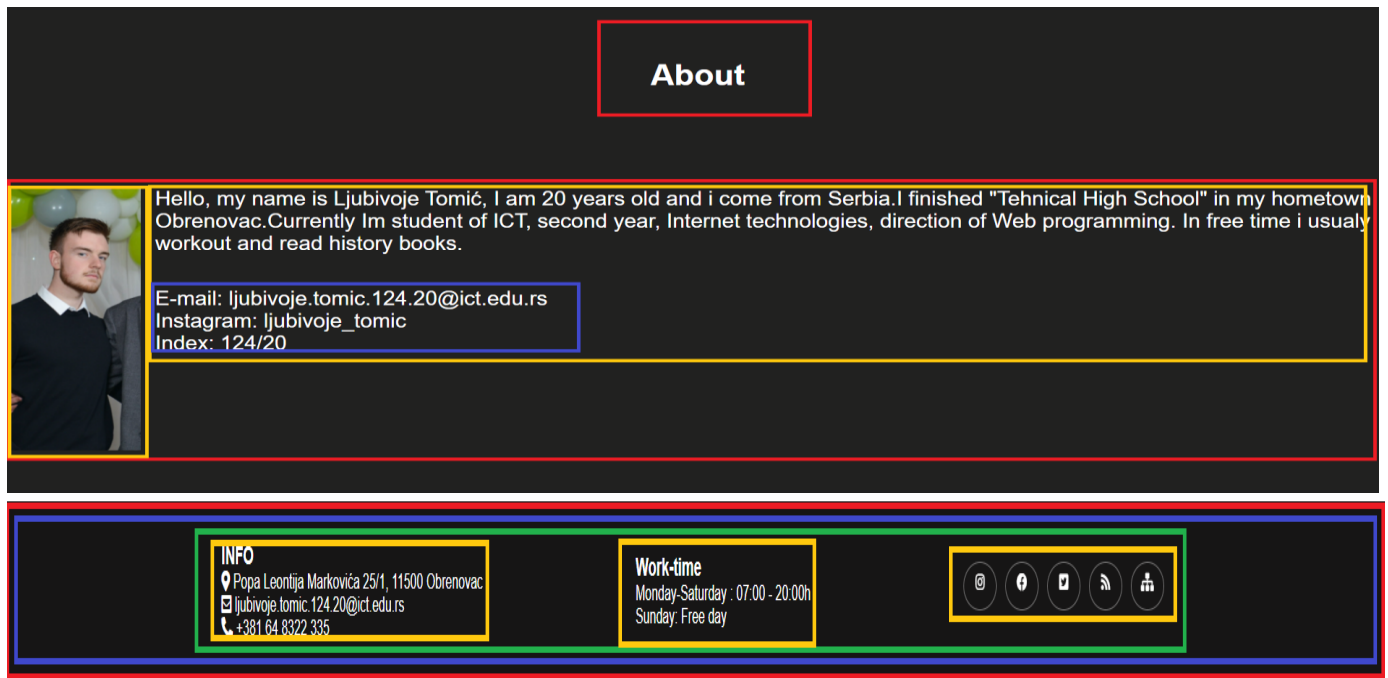 About
Hello, my name is Ljubivoje Tomić, I am 20 years old and i come from Serbia.I finished "Tehnical High School" in my hometown
Obrenovac.Currently Im student of ICT, second year, Internet technologies, direction of Web programming. In free time i usualy
workout and read history books.
E-mail: ljubivoje.tomic.124.20@ict.edu.rs
Instagram: ljubivoje_tomic
Index: 124/20
INFO
Popa Leontija Markovića 25/1, 11500 Obrenovac
ljubivoje.tomic.124.20@ict.edu.rs
+381 64 8322 335
Work-time
Monday-Saturday : 07:00 - 20:00h
Sunday: Free day